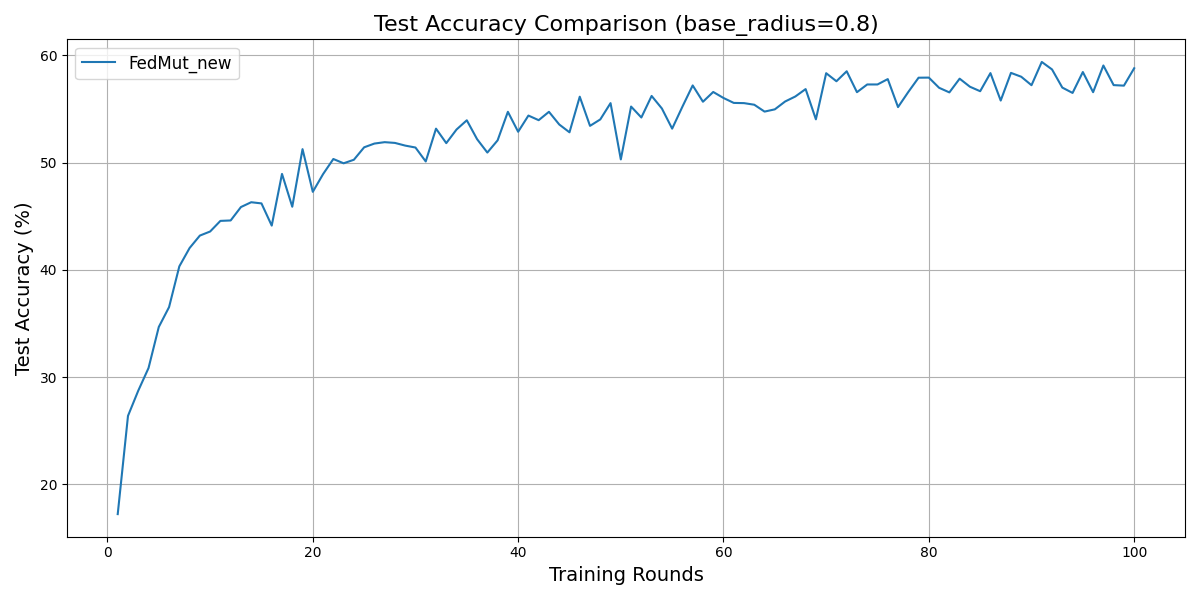 Test Accuracy Comparison (base_radius=0.8)
FedMut_new
Test Accuracy (%)
60
50
40
30
20
0 20 40 60 80 100
Training Rounds